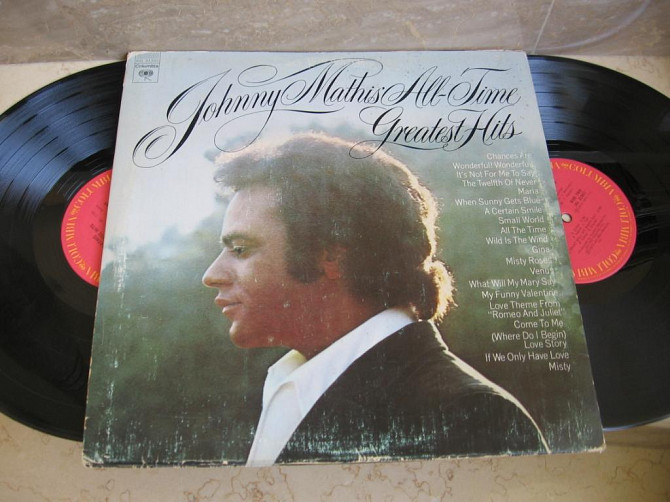 Columbia
Johnny Mathis' All-Time
Greatest Hits
Chances Are
Wonderful! Wonderful!
It's Not For Me To Say
The Twelfth Of Never
Maria
When Sunny Gets Blue
A Certain Smile
Small World
All The Time
Wild Is The Wind
Gina
Misty Roses
Venus
What Will My Mary Say
My Funny Valentine
Love Theme From
"Romeo And Juliet"
Come To Me
(Where Do I Begin)
Love Story
If We Only Have Love
Misty
COLUMBIA
COLUMBIA